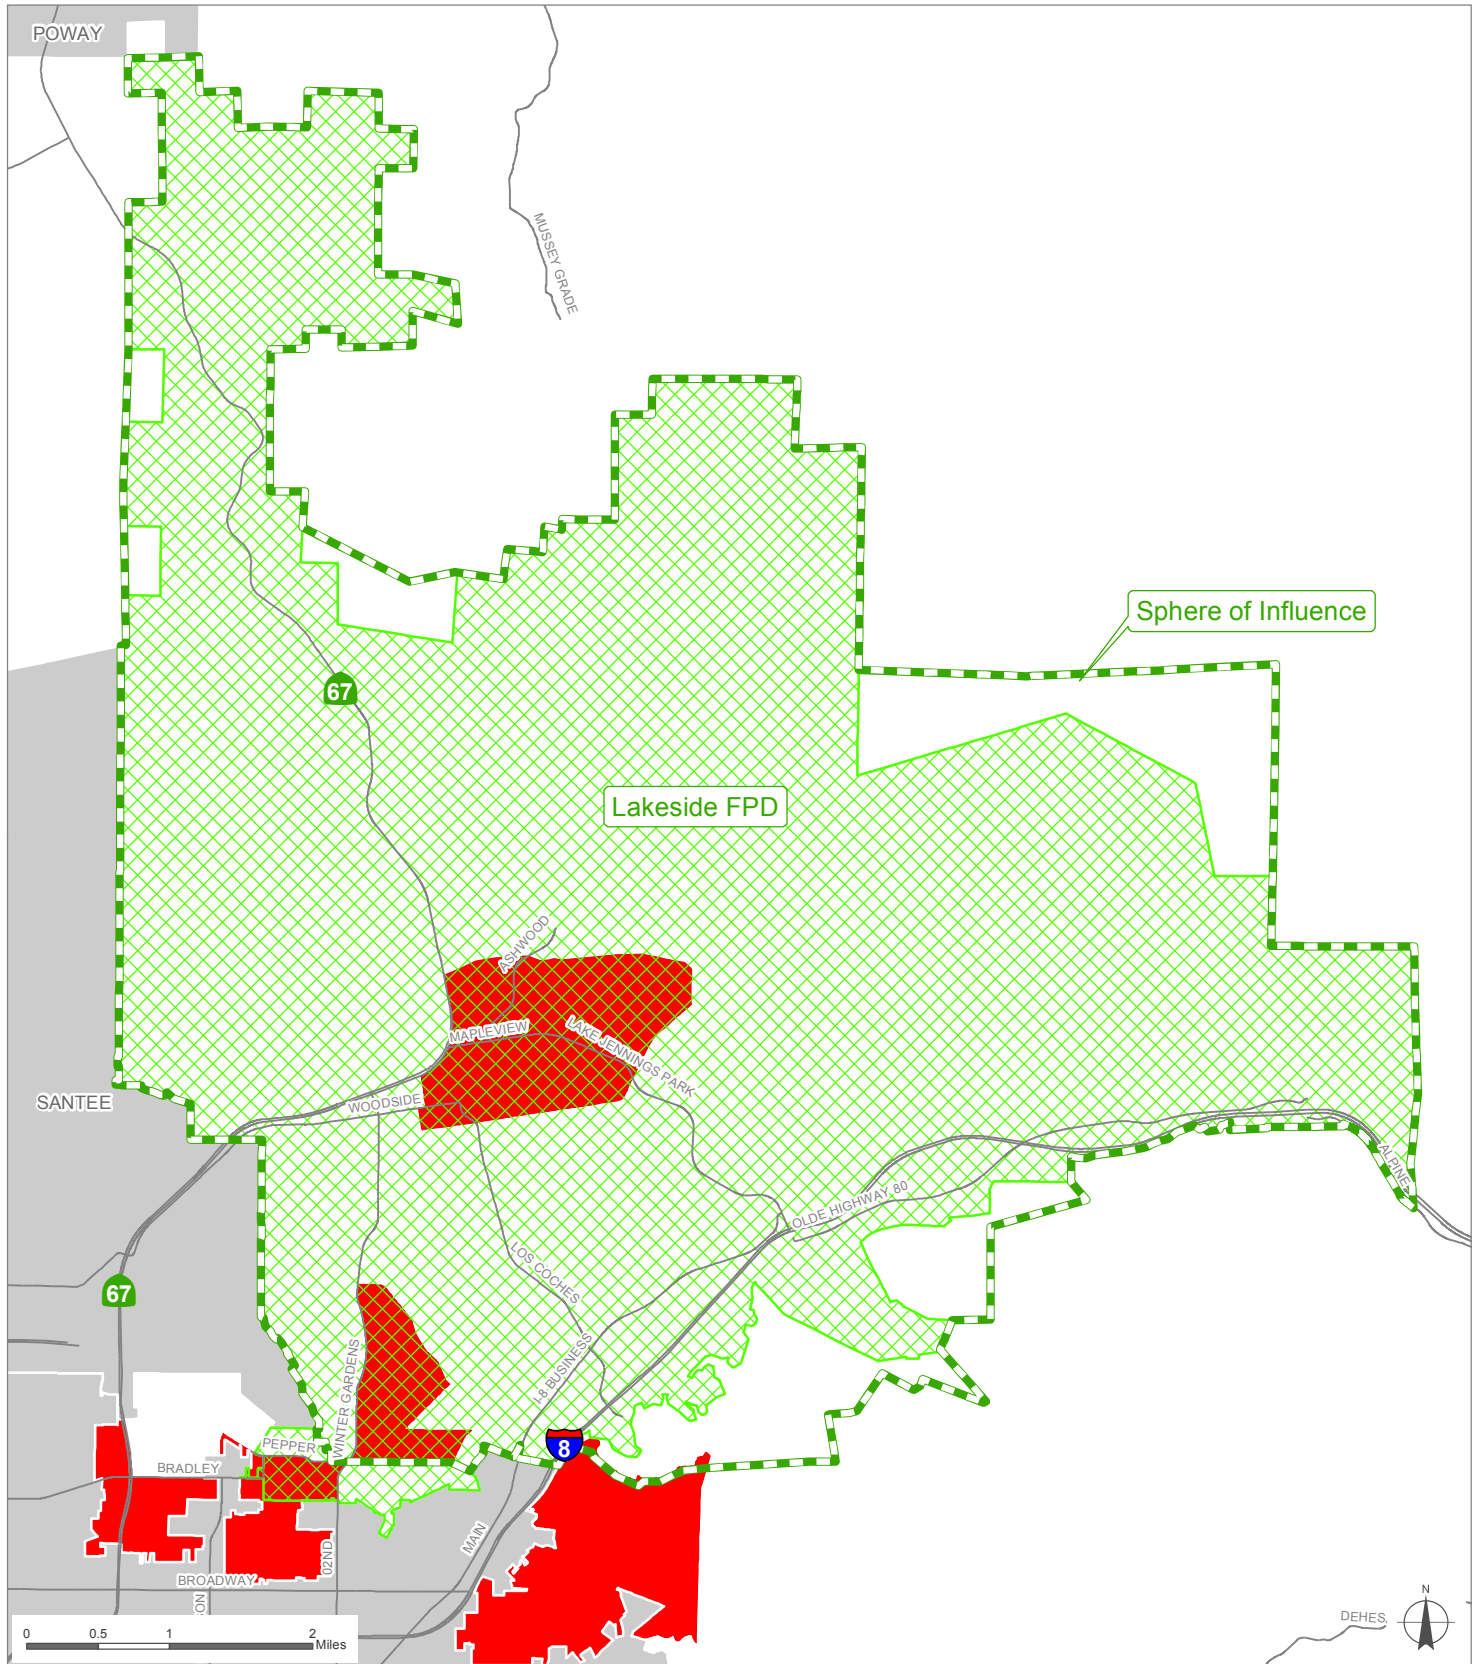 POWAY
MUSSEY GRADE
Sphere of Influence
67
Lakeside FPD
ASHWOOD
MAPLEVIEW
LAKE JENNINGS PARK
WOODSIDE
SANTEE
ALPINE
OLDE HIGHWAY 80
LOS COCHES
67
I-8 BUSINESS
WINTER GARDENS
PEPPER
8
BRADLEY
MAIN
02ND
BROADWAY
ON
N
DEHES
0 0.5 1 2
Miles